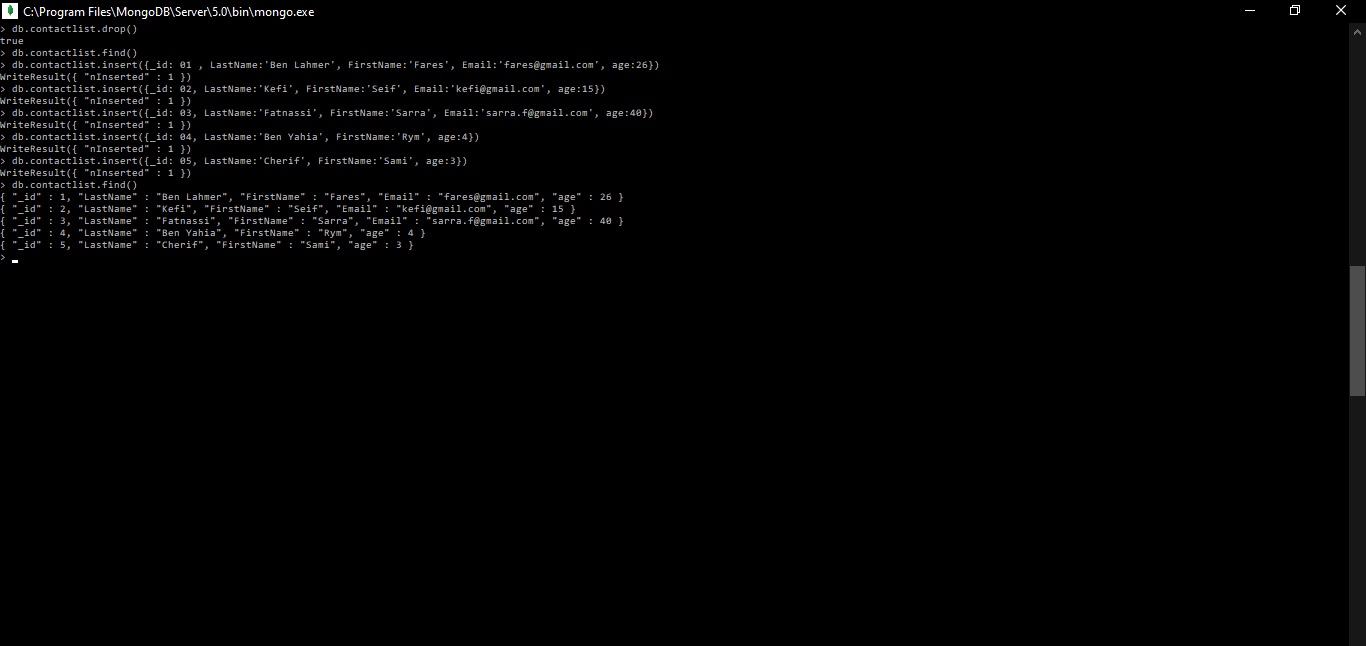 C:\Program Files\MongoDB\Server\5.0\bin\mongo.exe
> db.contactlist.drop()
true
> db.contactlist.find()
> db.contactlist.insert({_id: 01 , LastName:'Ben Lahmer', FirstName:'Fares', Email:'fares@gmail.com', age:26})
WriteResult({ "nInserted" : 1 })
> db.contactlist.insert({_id: 02, LastName:'Kefi', FirstName:'Seif', Email:'kefi@gmail.com', age:15})
WriteResult({ "nInserted" : 1 })
> db.contactlist.insert({_id: 03, LastName:'Fatnassi', FirstName:'Sarra', Email:'sarra.f@gmail.com', age:40})
WriteResult({ "nInserted" : 1 })
> db.contactlist.insert({_id: 04, LastName:'Ben Yahia', FirstName:'Rym', age:4})
WriteResult({ "nInserted" : 1 })
> db.contactlist.insert({_id: 05, LastName:'Cherif', FirstName:'Sami', age:3})
WriteResult({ "nInserted" : 1 })
> db.contactlist.find()
{ "_id" : 1, "LastName" : "Ben Lahmer", "FirstName" : "Fares", "Email" : "fares@gmail.com", "age" : 26 }
{ "_id" : 2, "LastName" : "Kefi", "FirstName" : "Seif", "Email" : "kefi@gmail.com", "age" : 15 }
{ "_id" : 3, "LastName" : "Fatnassi", "FirstName" : "Sarra", "Email" : "sarra.f@gmail.com", "age" : 40 }
{ "_id" : 4, "LastName" : "Ben Yahia", "FirstName" : "Rym", "age" : 4 }
{ "_id" : 5, "LastName" : "Cherif", "FirstName" : "Sami", "age" : 3 }
>